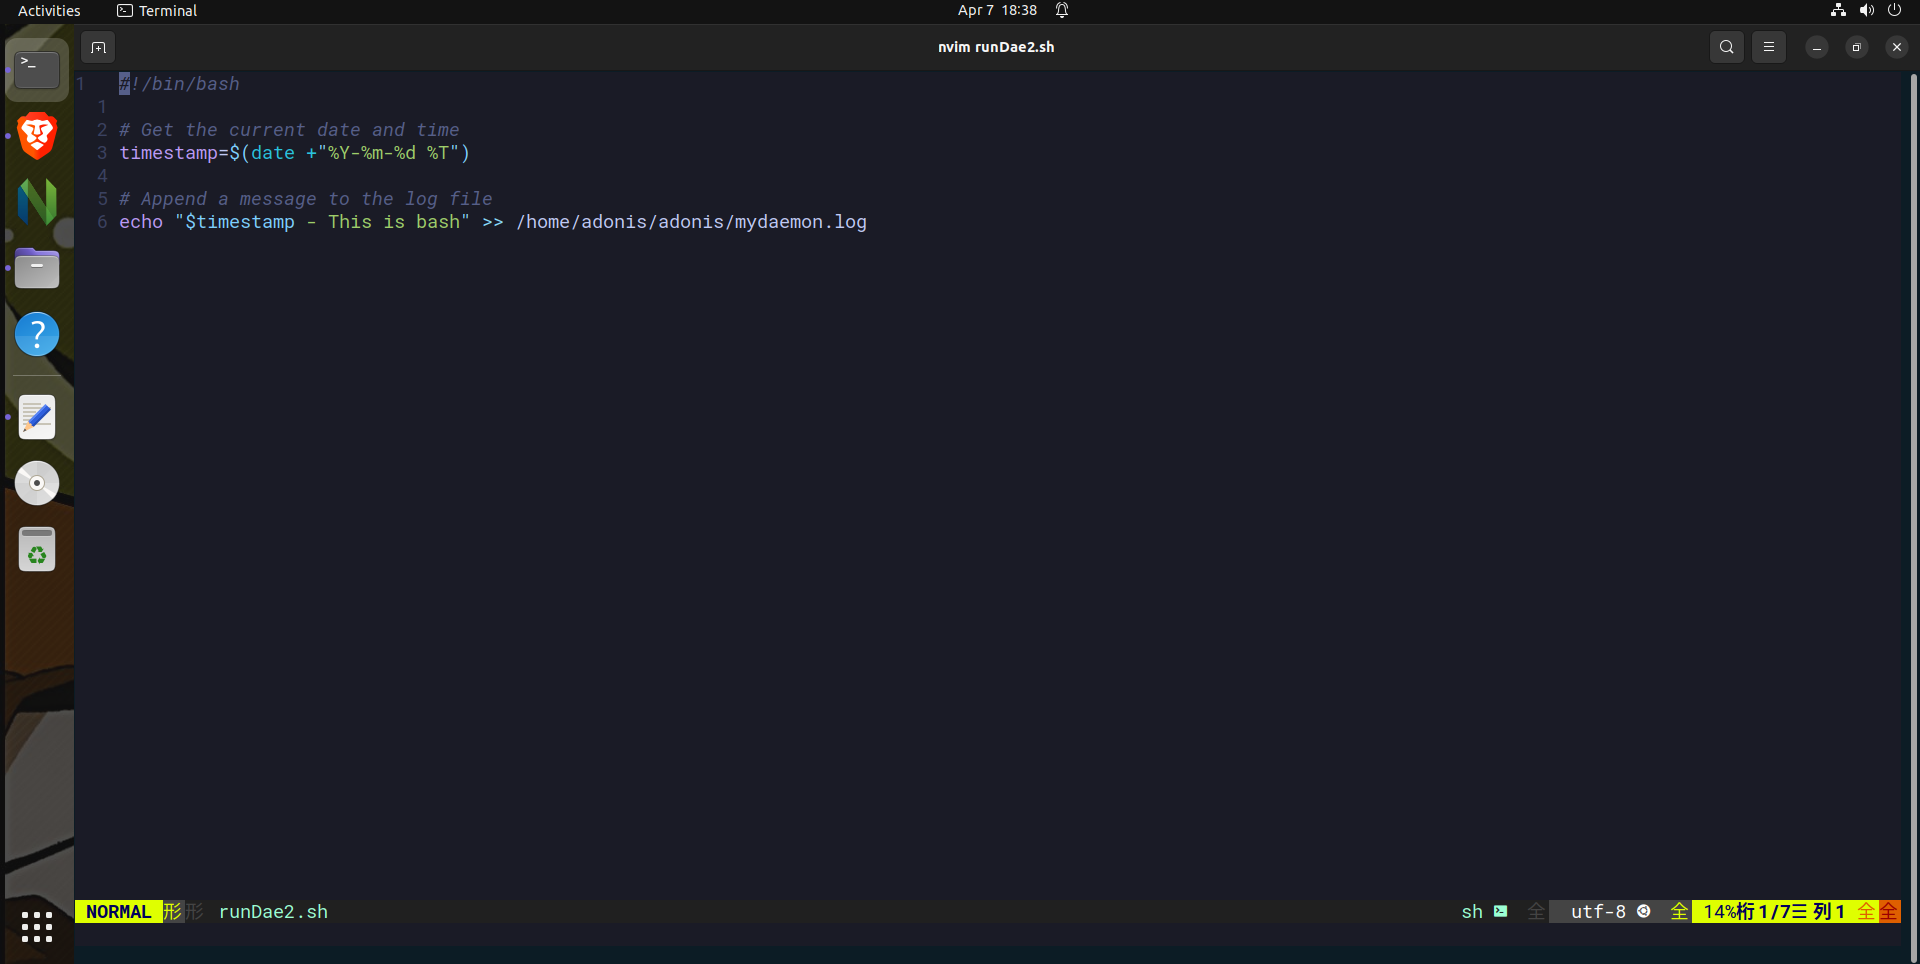 Activities
Terminal
Apr 7 18:38
nvim runDae2.sh
1 #!/bin/bash
1
2 # Get the current date and time
3 timestamp=$(date +"%Y-%m-%d %T")
4
5 # Append a message to the log file
6 echo "$timestamp - This is bash" >> /home/adonis/adonis/mydaemon.log
NORMAL 形形 runDae2.sh
sh 全 utf-8 全 14%桁 1/7☰ 列 1 全全